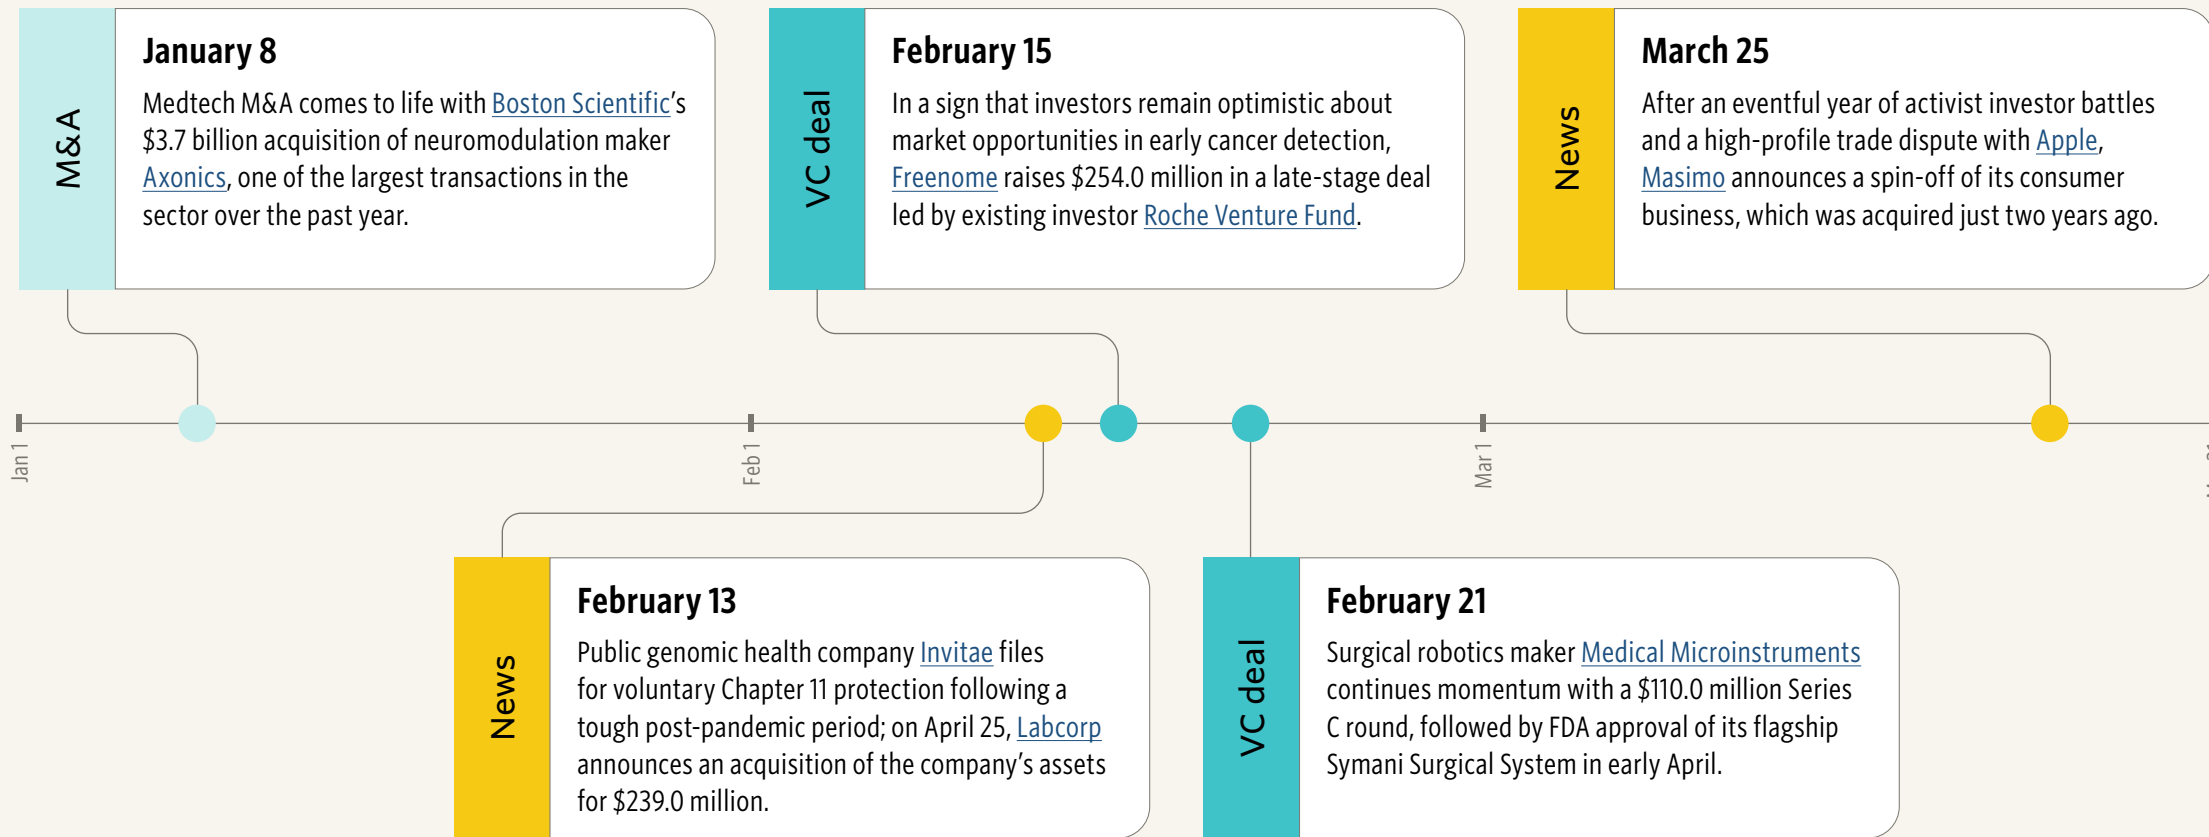 M&A
January 8
Medtech M&A comes to life with Boston Scientific's
$3.7 billion acquisition of neuromodulation maker
Axonics, one of the largest transactions in the
sector over the past year.
VC deal
February 15
In a sign that investors remain optimistic about
market opportunities in early cancer detection,
Freenome raises $254.0 million in a late-stage deal
led by existing investor Roche Venture Fund.
News
March 25
After an eventful year of activist investor battles
and a high-profile trade dispute with Apple,
Masimo announces a spin-off of its consumer
business, which was acquired just two years ago.
Jan 1
Feb 1
Mar 1
News
February 13
Public genomic health company Invitae files
for voluntary Chapter 11 protection following a
tough post-pandemic period; on April 25, Labcorp
announces an acquisition of the company's assets
for $239.0 million.
VC deal
February 21
Surgical robotics maker Medical Microinstruments
continues momentum with a $110.0 million Series
C round, followed by FDA approval of its flagship
Symani Surgical System in early April.